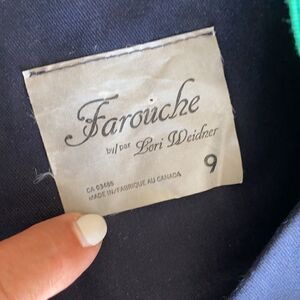 Farouche
by/par Lori Weidner
9
CA 03486
MADE IN/FABRIQUE AU CANADA